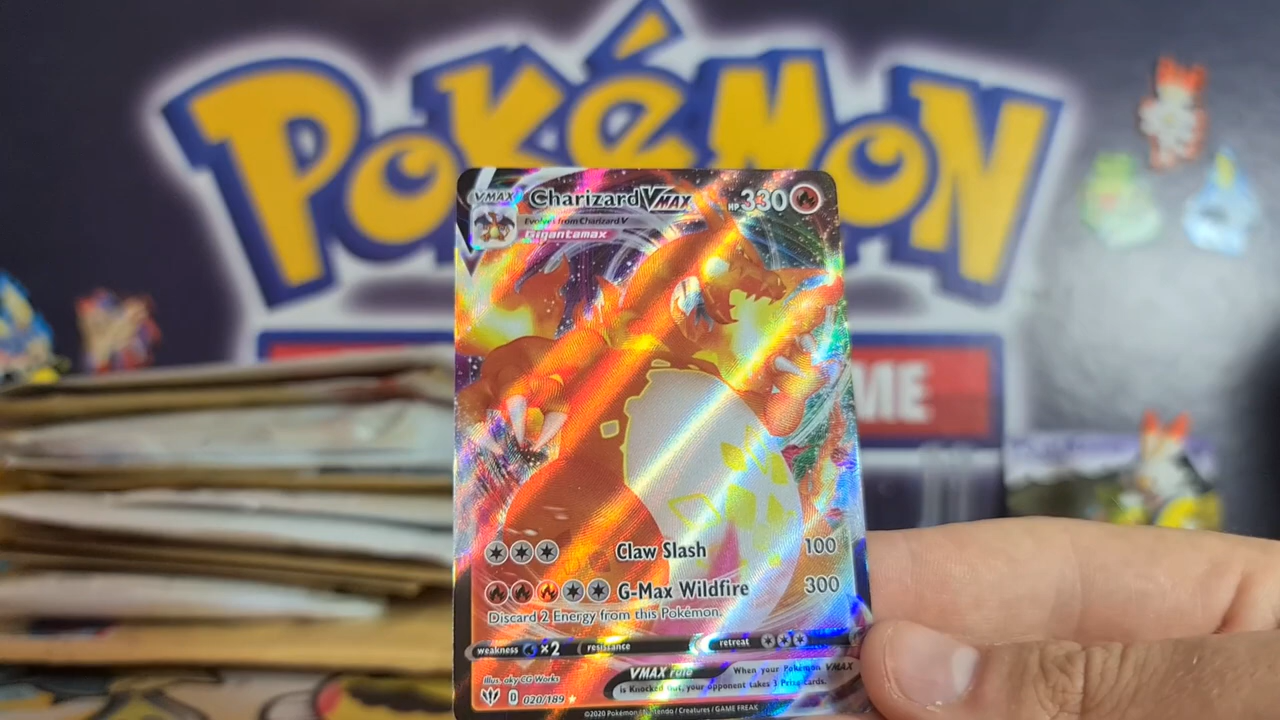 POKéMON
ME
VMAX Charizard VMAX HP 330
Evolves from Charizard V
Gigantamax
Claw Slash 100
G-Max Wildfire 300
Discard 2 Energy from this Pokémon.
weakness ×2 resistance retreat
Illus. aky CG Works
VMAX rule When your Pokémon VMAX
is Knocked Out, your opponent takes 3 Prize cards.
D 020/189 ★
©2020 Pokémon / Nintendo / Creatures / GAME FREAK